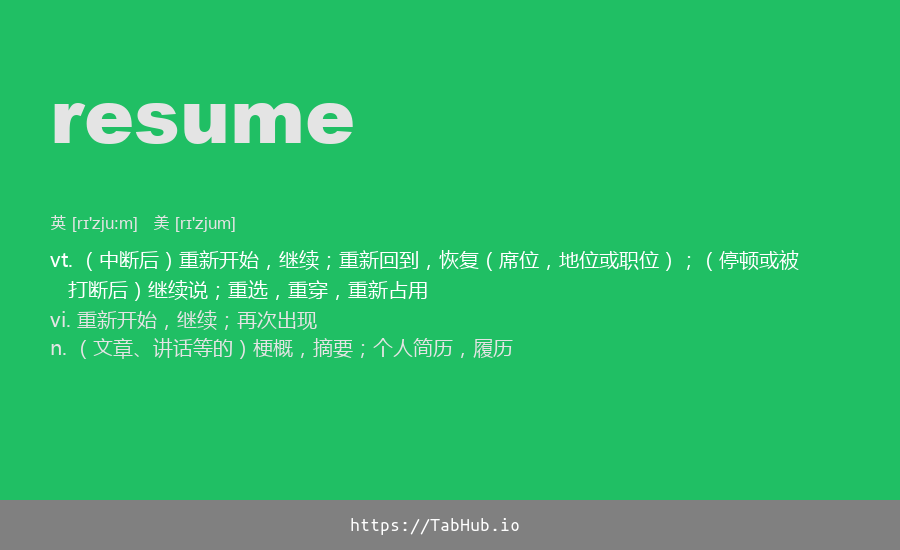 resume
英 [rɪ'zju:m] 美 [rɪ'zjum]
vt. （中断后）重新开始，继续；重新回到，恢复（席位，地位或职位）；（停顿或被
打断后）继续说；重选，重穿，重新占用
vi. 重新开始，继续；再次出现
n. （文章、讲话等的）梗概，摘要；个人简历，履历
https://TabHub.io